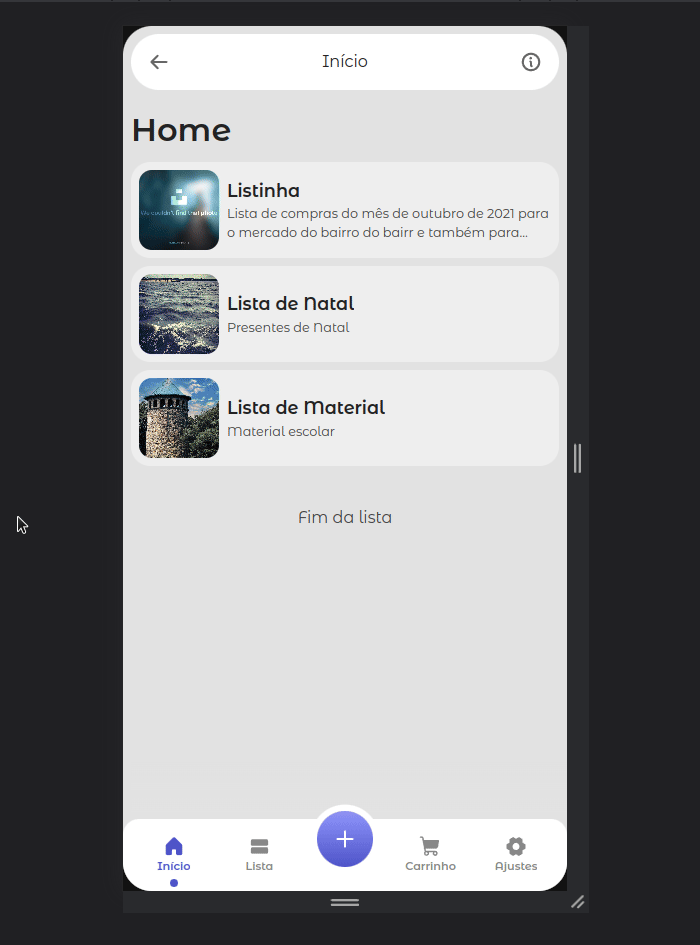 Início
Home
We couldn't find that photo
Listinha
Lista de compras do mês de outubro de 2021 para
o mercado do bairro do bairr e também para...
Lista de Natal
Presentes de Natal
Lista de Material
Material escolar
Fim da lista
Início
Lista
Carrinho
Ajustes